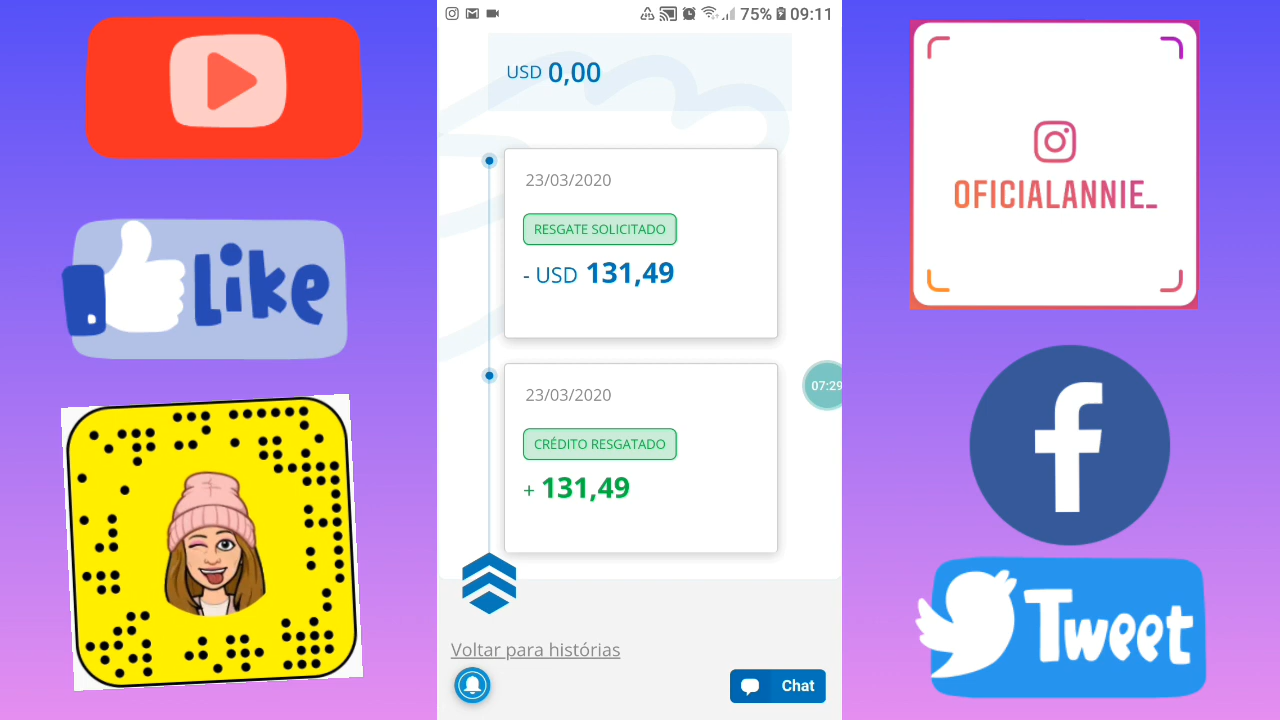 75% 09:11
USD 0,00
23/03/2020
RESGATE SOLICITADO
- USD 131,49
23/03/2020
CRÉDITO RESGATADO
+ 131,49
Voltar para histórias
Chat
07:29
Like
OFICIALANNIE_
Tweet